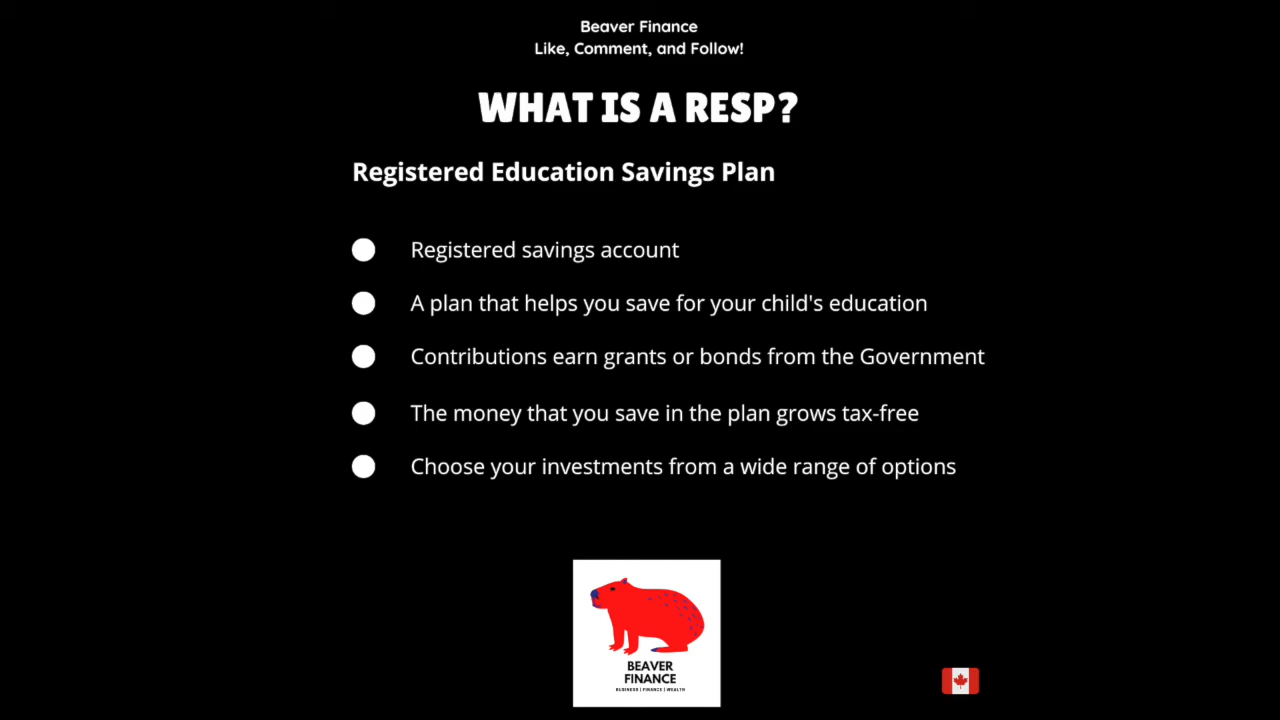 Beaver Finance
Like, Comment, and Follow!
WHAT IS A RESP?
Registered Education Savings Plan
Registered savings account
A plan that helps you save for your child's education
Contributions earn grants or bonds from the Government
The money that you save in the plan grows tax-free
Choose your investments from a wide range of options
BEAVER
FINANCE
BUSINESS | FINANCE | WEALTH